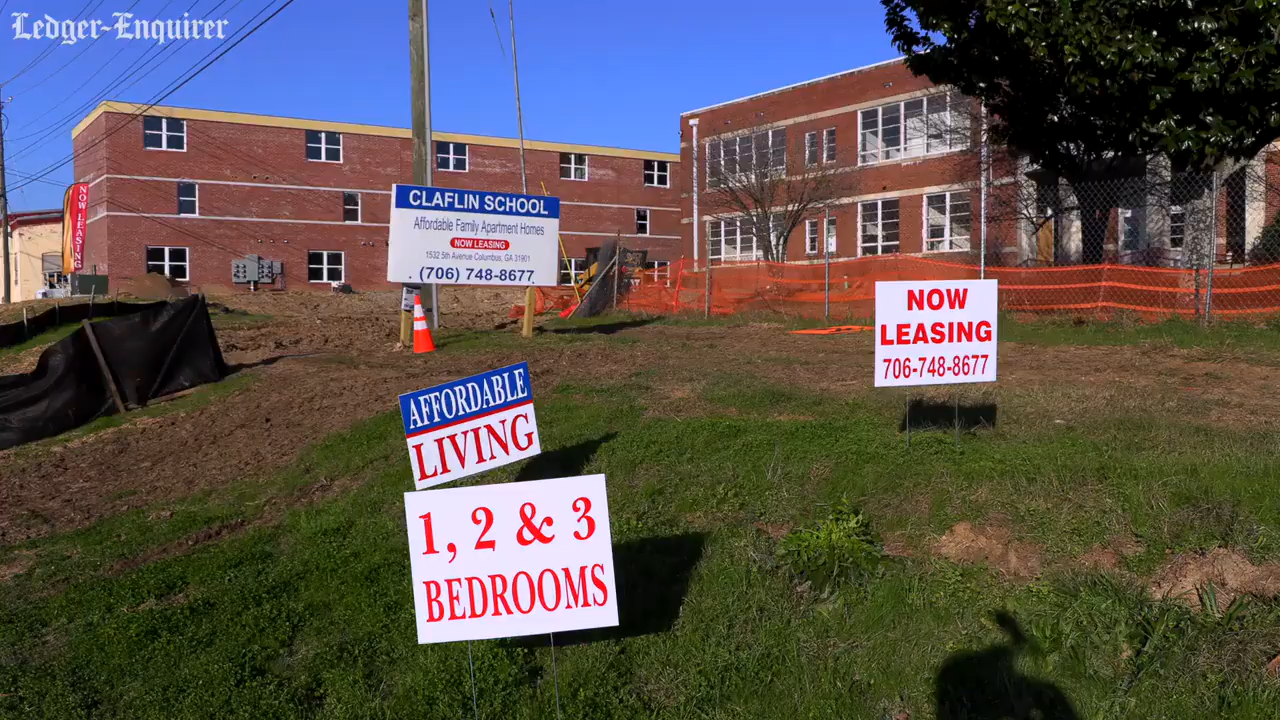 Ledger-Enquirer
NOW LEASING
CLAFLIN SCHOOL
Affordable Family Apartment Homes
NOW LEASING
1532 5th Avenue Columbus, GA 31901
(706) 748-8677
NOW
LEASING
706-748-8677
AFFORDABLE
LIVING
1, 2 & 3
BEDROOMS